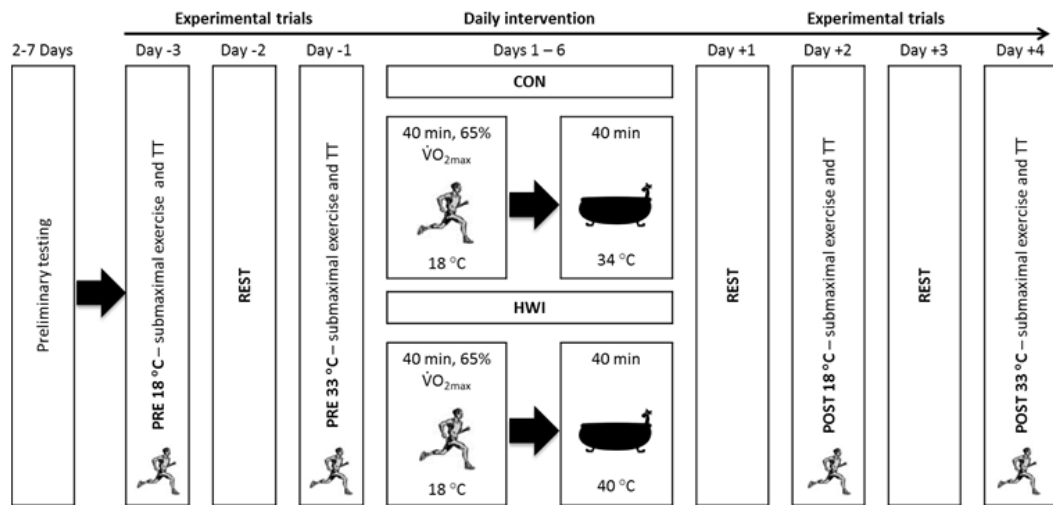 Experimental trials
Daily intervention
Experimental trials
2-7 Days
Day -3
Day -2
Day -1
Days 1 – 6
Day +1
Day +2
Day +3
Day +4
Preliminary testing
PRE 18 °C – submaximal exercise and TT
REST
PRE 33 °C – submaximal exercise and TT
CON
40 min, 65%
V̇O₂max
18 °C
40 min
34 °C
HWI
40 min, 65%
V̇O₂max
18 °C
40 min
40 °C
REST
POST 18 °C – submaximal exercise and TT
REST
POST 33 °C – submaximal exercise and TT